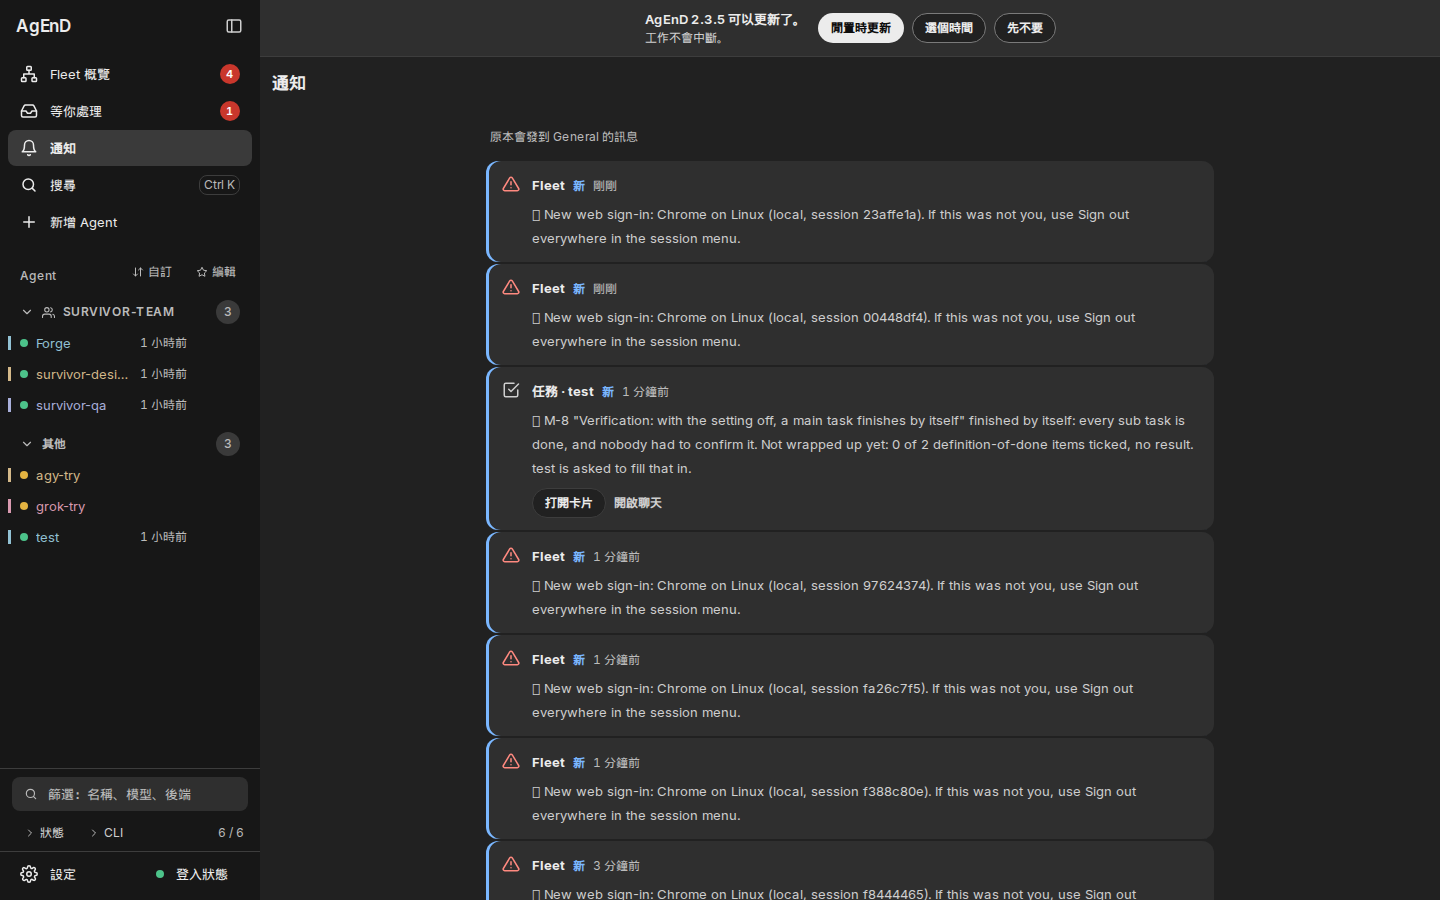 AgEnD
Fleet 概覽 4
等你處理 1
通知
搜尋 Ctrl K
新增 Agent
Agent 自訂 編輯
SURVIVOR-TEAM 3
Forge 1 小時前
survivor-desi... 1 小時前
survivor-qa 1 小時前
其他 3
agy-try
grok-try
test 1 小時前
篩選：名稱、模型、後端
狀態 CLI 6 / 6
設定 登入狀態
AgEnD 2.3.5 可以更新了。
工作不會中斷。
閒置時更新 選個時間 先不要
通知
原本會發到 General 的訊息
Fleet 新 剛剛
New web sign-in: Chrome on Linux (local, session 23affe1a). If this was not you, use Sign out
everywhere in the session menu.
Fleet 新 剛剛
New web sign-in: Chrome on Linux (local, session 00448df4). If this was not you, use Sign out
everywhere in the session menu.
任務 · test 新 1 分鐘前
M-8 "Verification: with the setting off, a main task finishes by itself" finished by itself: every sub task is
done, and nobody had to confirm it. Not wrapped up yet: 0 of 2 definition-of-done items ticked, no result.
test is asked to fill that in.
打開卡片 開啟聊天
Fleet 新 1 分鐘前
New web sign-in: Chrome on Linux (local, session 97624374). If this was not you, use Sign out
everywhere in the session menu.
Fleet 新 1 分鐘前
New web sign-in: Chrome on Linux (local, session fa26c7f5). If this was not you, use Sign out
everywhere in the session menu.
Fleet 新 1 分鐘前
New web sign-in: Chrome on Linux (local, session f388c80e). If this was not you, use Sign out
everywhere in the session menu.
Fleet 新 3 分鐘前
New web sign-in: Chrome on Linux (local, session f8444465). If this was not you, use Sign out